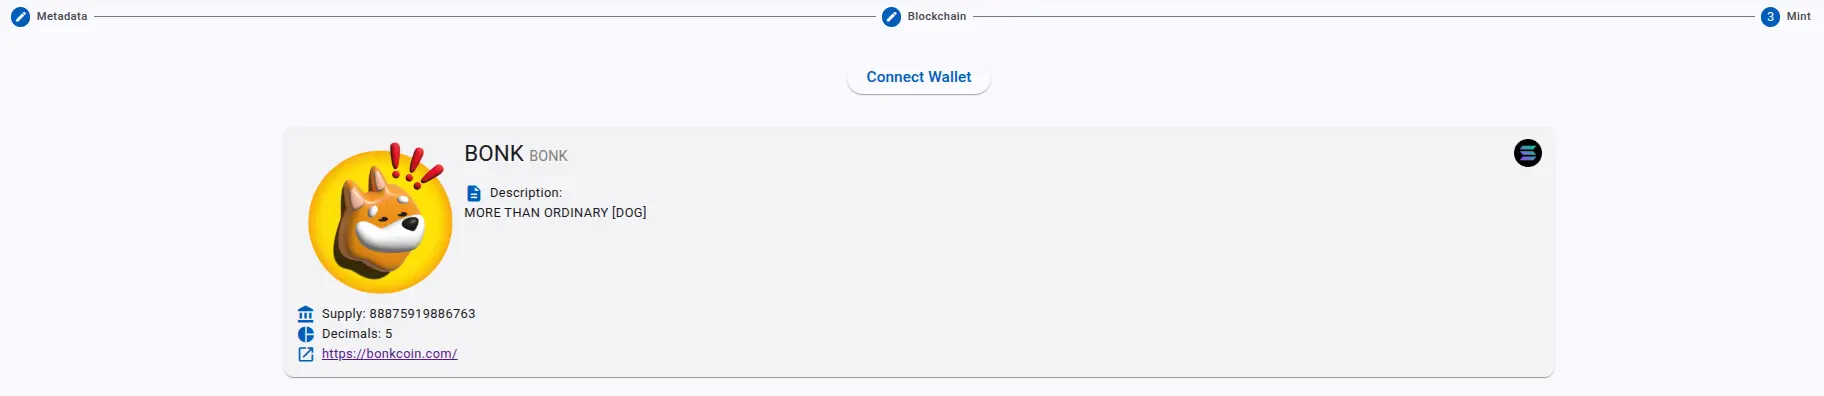 Metadata
Blockchain
3 Mint
Connect Wallet
BONK BONK
Description:
MORE THAN ORDINARY [DOG]
Supply: 88875919886763
Decimals: 5
https://bonkcoin.com/